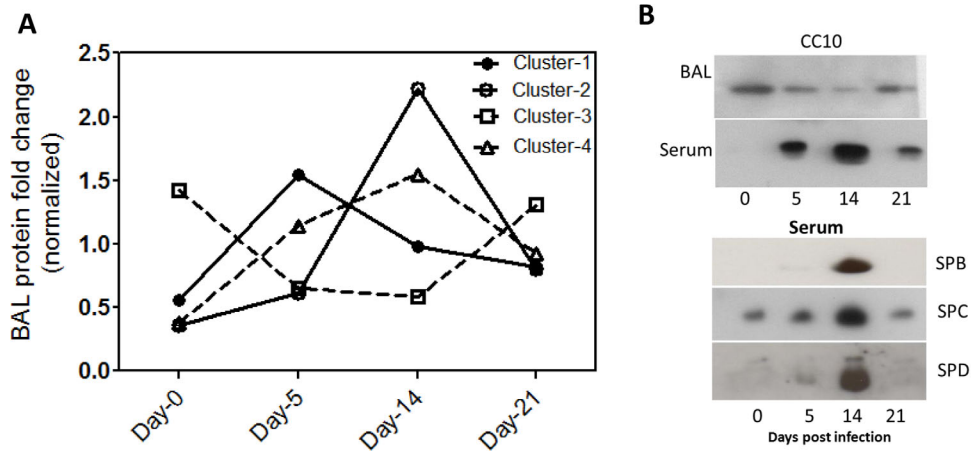 A
BAL protein fold change
(normalized)
2.5
2.0
1.5
1.0
0.5
0.0
Day-0
Day-5
Day-14
Day-21
Cluster-1
Cluster-2
Cluster-3
Cluster-4
B
CC10
BAL
Serum
0 5 14 21
Serum
SPB
SPC
SPD
0 5 14 21
Days post infection